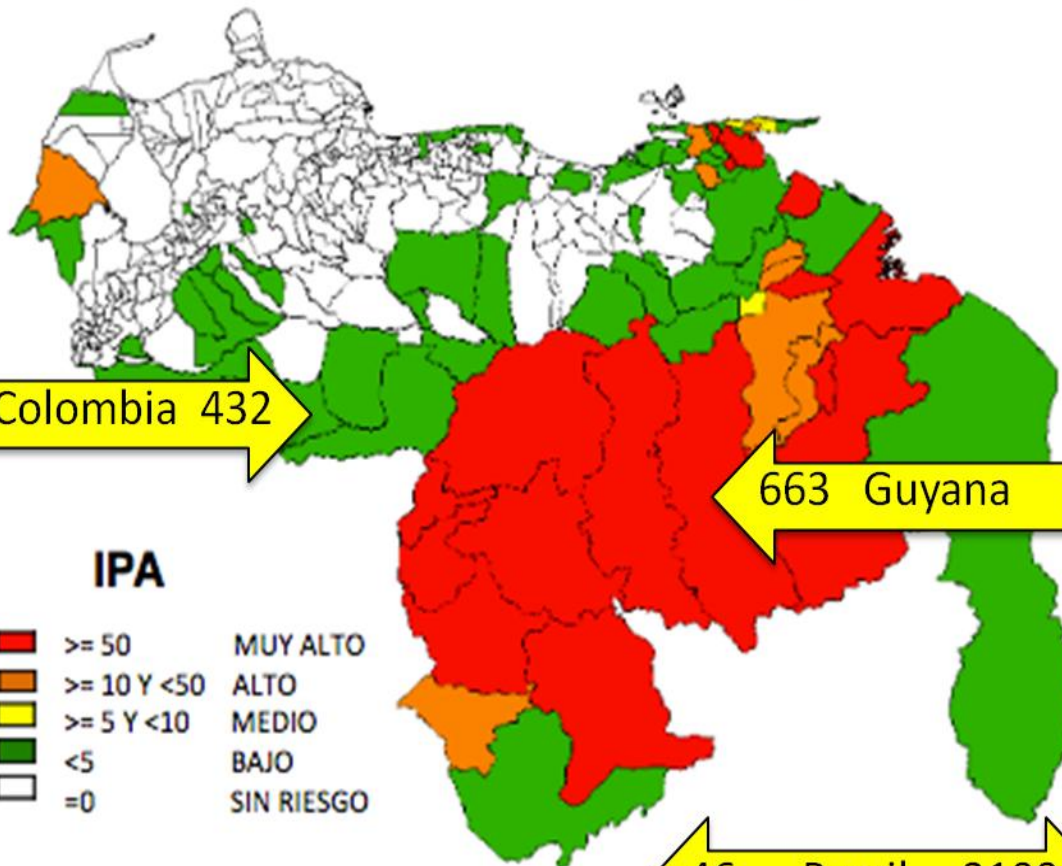 Colombia 432
663 Guyana
IPA
>= 50 MUY ALTO
>= 10 Y <50 ALTO
>= 5 Y <10 MEDIO
<5 BAJO
=0 SIN RIESGO